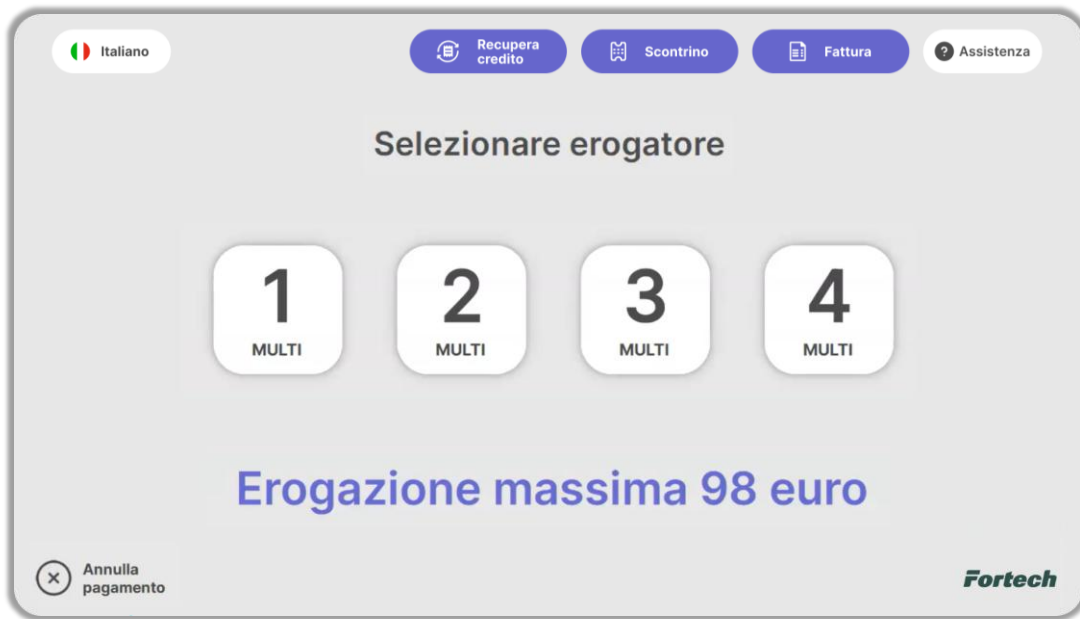 Italiano
Recupera
credito
Scontrino
Fattura
? Assistenza
Selezionare erogatore
1
MULTI
2
MULTI
3
MULTI
4
MULTI
Erogazione massima 98 euro
Annulla
pagamento
Fortech